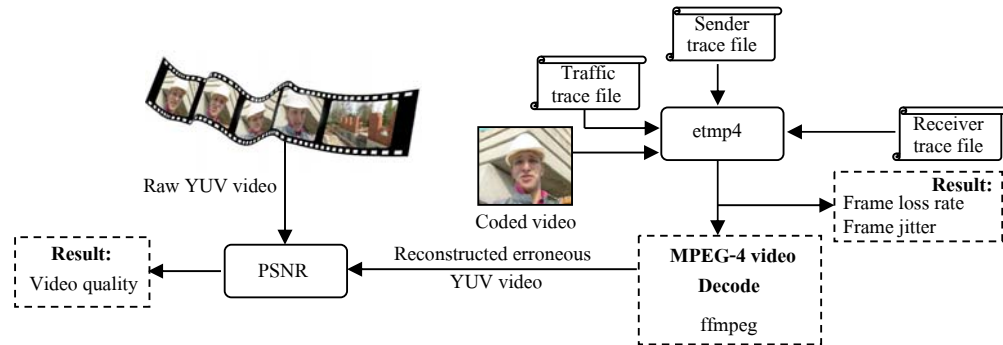 Sender
trace file
Traffic
trace file
etmp4
Receiver
trace file
Raw YUV video
Coded video
Result:
Frame loss rate
Frame jitter
Result:
Video quality
PSNR
Reconstructed erroneous
YUV video
MPEG-4 video
Decode
ffmpeg